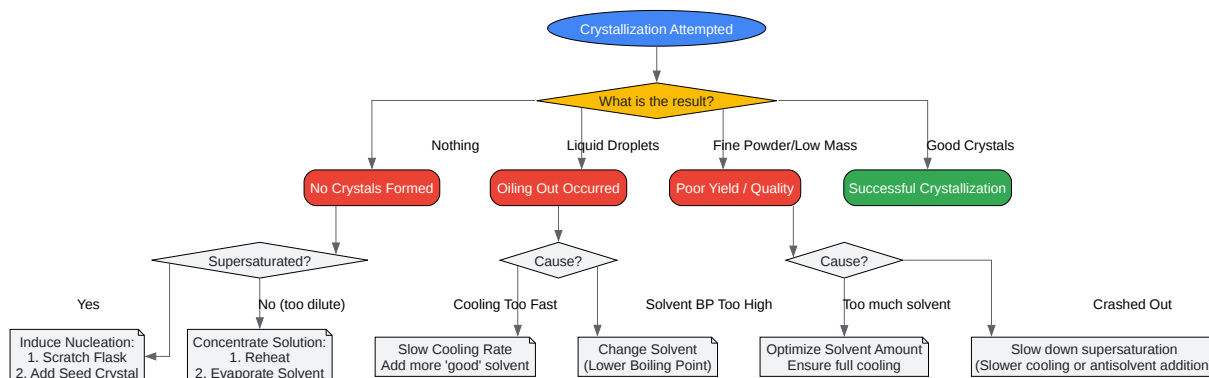 Crystallization Attempted
What is the result?
Nothing
Liquid Droplets
Fine Powder/Low Mass
Good Crystals
No Crystals Formed
Oiling Out Occurred
Poor Yield / Quality
Successful Crystallization
Supersaturated?
Cause?
Cause?
Yes
No (too dilute)
Cooling Too Fast
Solvent BP Too High
Too much solvent
Crashed Out
Induce Nucleation:
1. Scratch Flask
2. Add Seed Crystal
Concentrate Solution:
1. Reheat
2. Evaporate Solvent
Slow Cooling Rate
Add more 'good' solvent
Change Solvent
(Lower Boiling Point)
Optimize Solvent Amount
Ensure full cooling
Slow down supersaturation
(Slower cooling or antisolvent addition